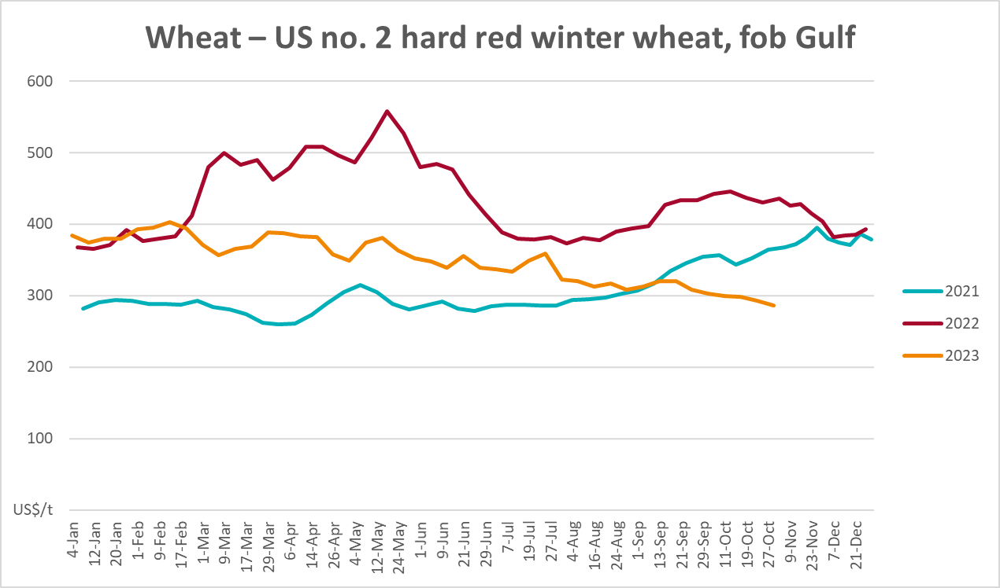 Wheat – US no. 2 hard red winter wheat, fob Gulf
600
500
400
300
200
100
US$/t
4-Jan
12-Jan
20-Jan
1-Feb
9-Feb
17-Feb
1-Mar
9-Mar
17-Mar
29-Mar
6-Apr
14-Apr
26-Apr
4-May
12-May
24-May
1-Jun
9-Jun
21-Jun
29-Jun
7-Jul
19-Jul
27-Jul
4-Aug
16-Aug
24-Aug
1-Sep
13-Sep
21-Sep
29-Sep
11-Oct
19-Oct
27-Oct
9-Nov
23-Nov
7-Dec
21-Dec
2021
2022
2023